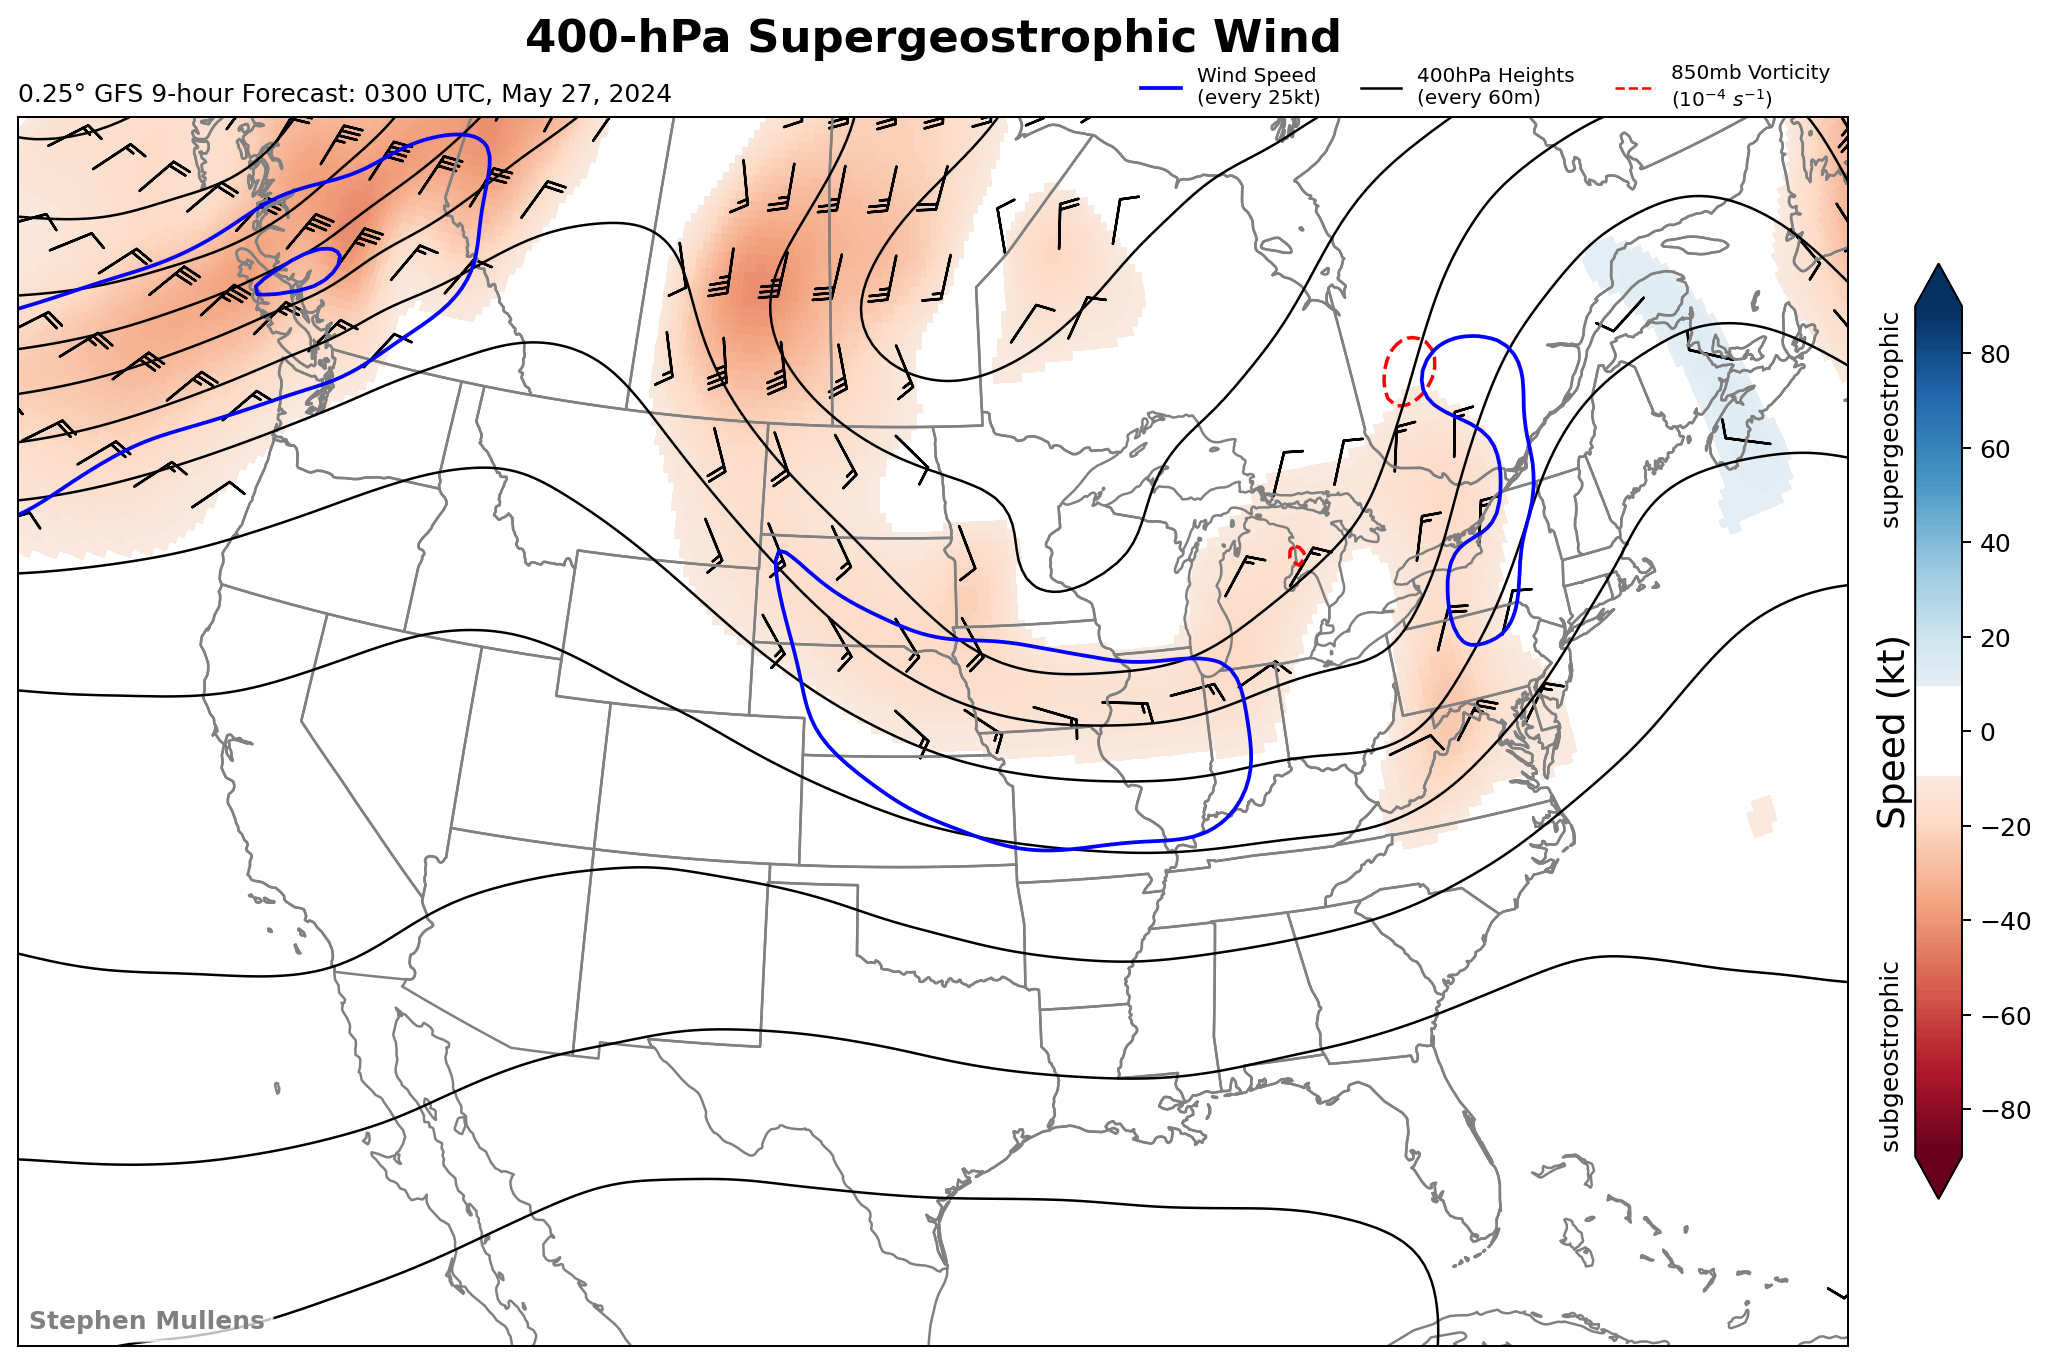 400-hPa Supergeostrophic Wind
0.25° GFS 9-hour Forecast: 0300 UTC, May 27, 2024
Wind Speed
(every 25kt)
400hPa Heights
(every 60m)
850mb Vorticity
(10⁻⁴ s⁻¹)
supergeostrophic
Speed (kt)
subgeostrophic
80
60
40
20
0
−20
−40
−60
−80
Stephen Mullens